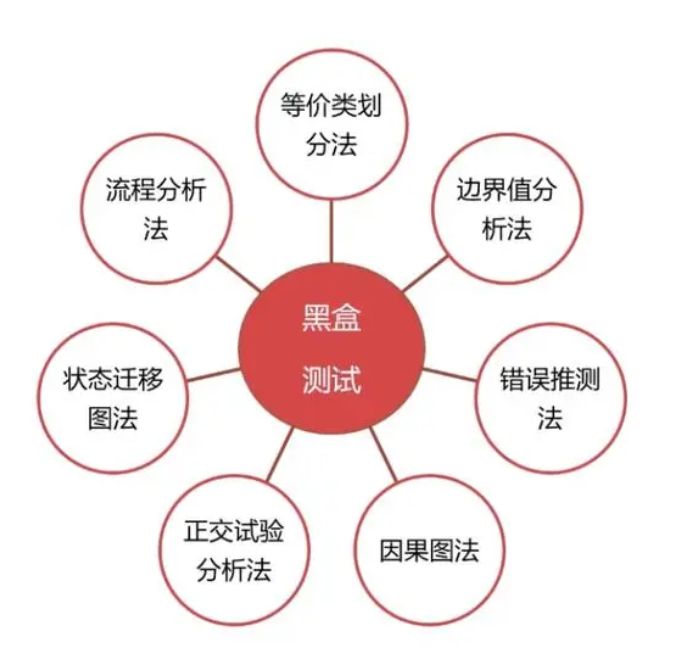 等价类划
分法
流程分析
法
边界值分
析法
黑盒
测试
状态迁移
图法
错误推测
法
正交试验
分析法
因果图法